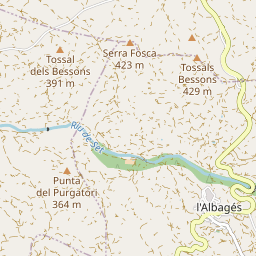 Serra Fosca
423 m
Tossal
dels Bessons
391 m
Tossals
Bessons
429 m
Riu de Set
Punta
del Purgatori
364 m
l'Albagés